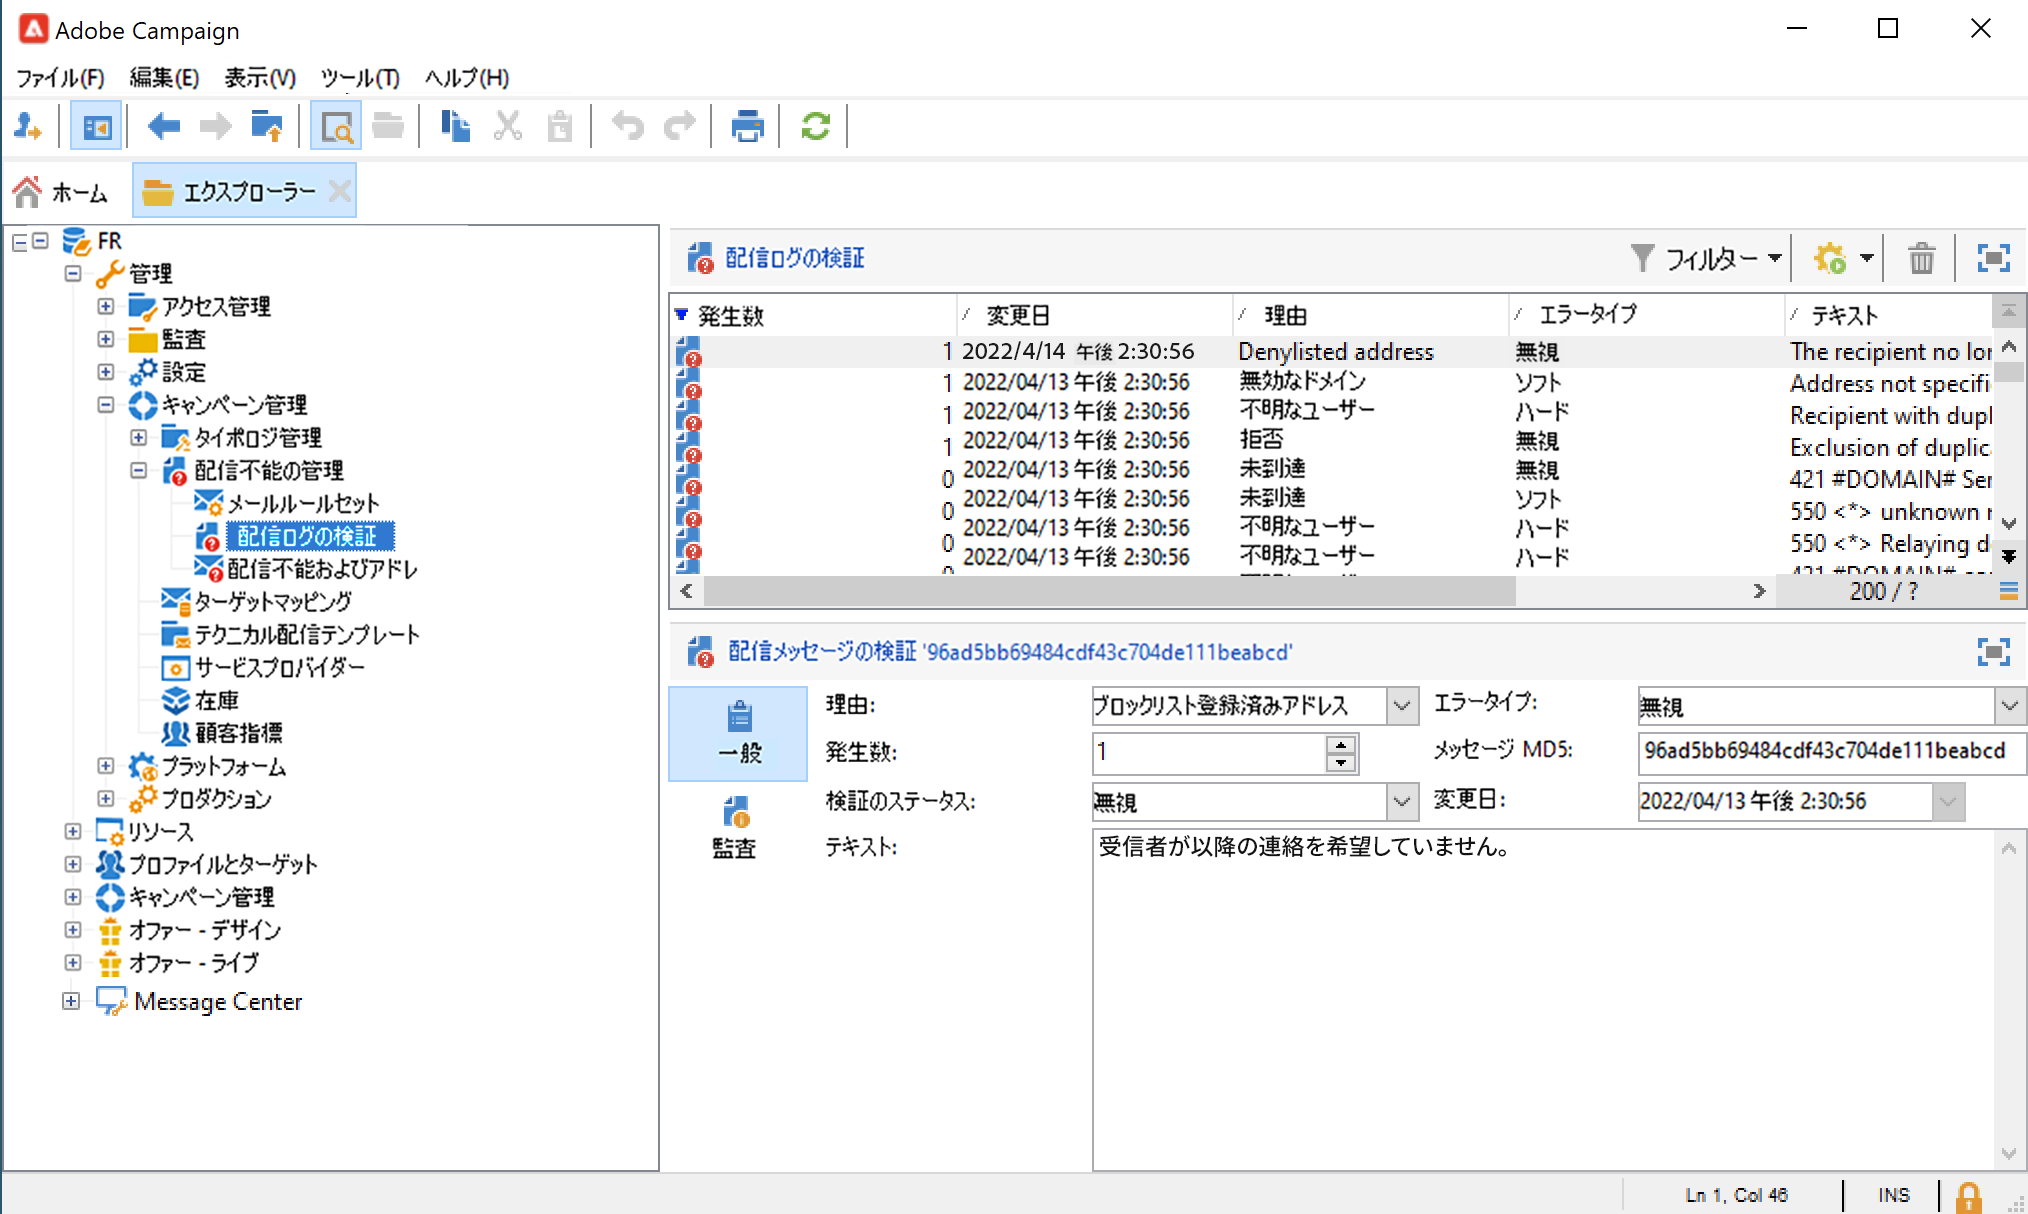 Adobe Campaign
ファイル(F) 編集(E) 表示(V) ツール(T) ヘルプ(H)
ホーム エクスプローラー
FR
管理
アクセス管理
監査
設定
キャンペーン管理
タイポロジ管理
配信不能の管理
メールルールセット
配信ログの検証
配信不能およびアドレ
ターゲットマッピング
テクニカル配信テンプレート
サービスプロバイダー
在庫
顧客指標
プラットフォーム
プロダクション
リソース
プロファイルとターゲット
キャンペーン管理
オファー - デザイン
オファー - ライブ
Message Center
配信ログの検証 フィルター
発生数 変更日 理由 エラータイプ テキスト
1 2022/4/14 午後 2:30:56 Denylisted address 無視 The recipient no lor
1 2022/04/13 午後 2:30:56 無効なドメイン ソフト Address not specifi
1 2022/04/13 午後 2:30:56 不明なユーザー ハード Recipient with dupl
1 2022/04/13 午後 2:30:56 拒否 無視 Exclusion of duplic
0 2022/04/13 午後 2:30:56 未到達 無視 421 #DOMAIN# Ser
0 2022/04/13 午後 2:30:56 未到達 ソフト 550 <*> unknown r
0 2022/04/13 午後 2:30:56 不明なユーザー ハード 550 <*> Relaying d
2022/04/13 午後 2:30:56 不明なユーザー ハード
200 / ?
配信メッセージの検証 '96ad5bb69484cdf43c704de111beabcd'
一般
監査
理由: ブロックリスト登録済みアドレス エラータイプ: 無視
発生数: 1 メッセージ MD5: 96ad5bb69484cdf43c704de111beabcd
検証のステータス: 無視 変更日: 2022/04/13 午後 2:30:56
テキスト: 受信者が以降の連絡を希望していません。
Ln 1, Col 46 INS